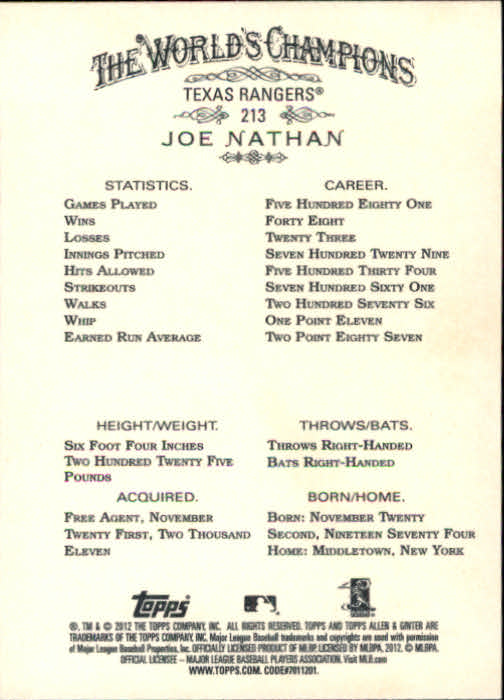 THE WORLD'S CHAMPIONS
TEXAS RANGERS®
213
JOE NATHAN
STATISTICS. CAREER.
GAMES PLAYED FIVE HUNDRED EIGHTY ONE
WINS FORTY EIGHT
LOSSES TWENTY THREE
INNINGS PITCHED SEVEN HUNDRED TWENTY NINE
HITS ALLOWED FIVE HUNDRED THIRTY FOUR
STRIKEOUTS SEVEN HUNDRED SIXTY ONE
WALKS TWO HUNDRED SEVENTY SIX
WHIP ONE POINT ELEVEN
EARNED RUN AVERAGE TWO POINT EIGHTY SEVEN
HEIGHT/WEIGHT.
SIX FOOT FOUR INCHES
TWO HUNDRED TWENTY FIVE
POUNDS
THROWS/BATS.
THROWS RIGHT-HANDED
BATS RIGHT-HANDED
ACQUIRED.
FREE AGENT, NOVEMBER
TWENTY FIRST, TWO THOUSAND
ELEVEN
BORN/HOME.
BORN: NOVEMBER TWENTY
SECOND, NINETEEN SEVENTY FOUR
HOME: MIDDLETOWN, NEW YORK
Topps
®, TM & © 2012 THE TOPPS COMPANY, INC. ALL RIGHTS RESERVED. TOPPS AND TOPPS ALLEN & GINTER ARE
TRADEMARKS OF THE TOPPS COMPANY, INC. Major League Baseball trademarks and copyrights are used with permission
of Major League Baseball Properties, Inc. OFFICIALLY LICENSED PRODUCT OF MLBP. LICENSED BY MLBPA, 2012. © MLBPA.
OFFICIAL LICENSEE – MAJOR LEAGUE BASEBALL PLAYERS ASSOCIATION. Visit MLB.com
WWW.TOPPS.COM. CODE#7011201.